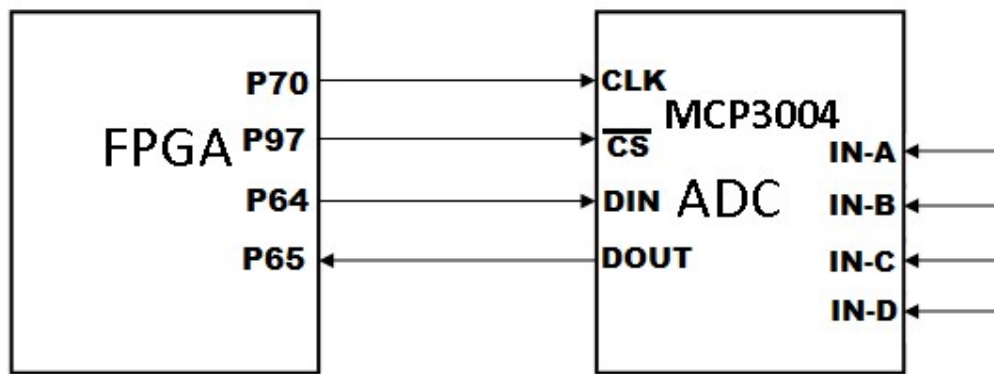 P70
P97
FPGA
P64
P65
CLK
MCP3004
CS
IN-A
DIN
ADC
IN-B
DOUT
IN-C
IN-D